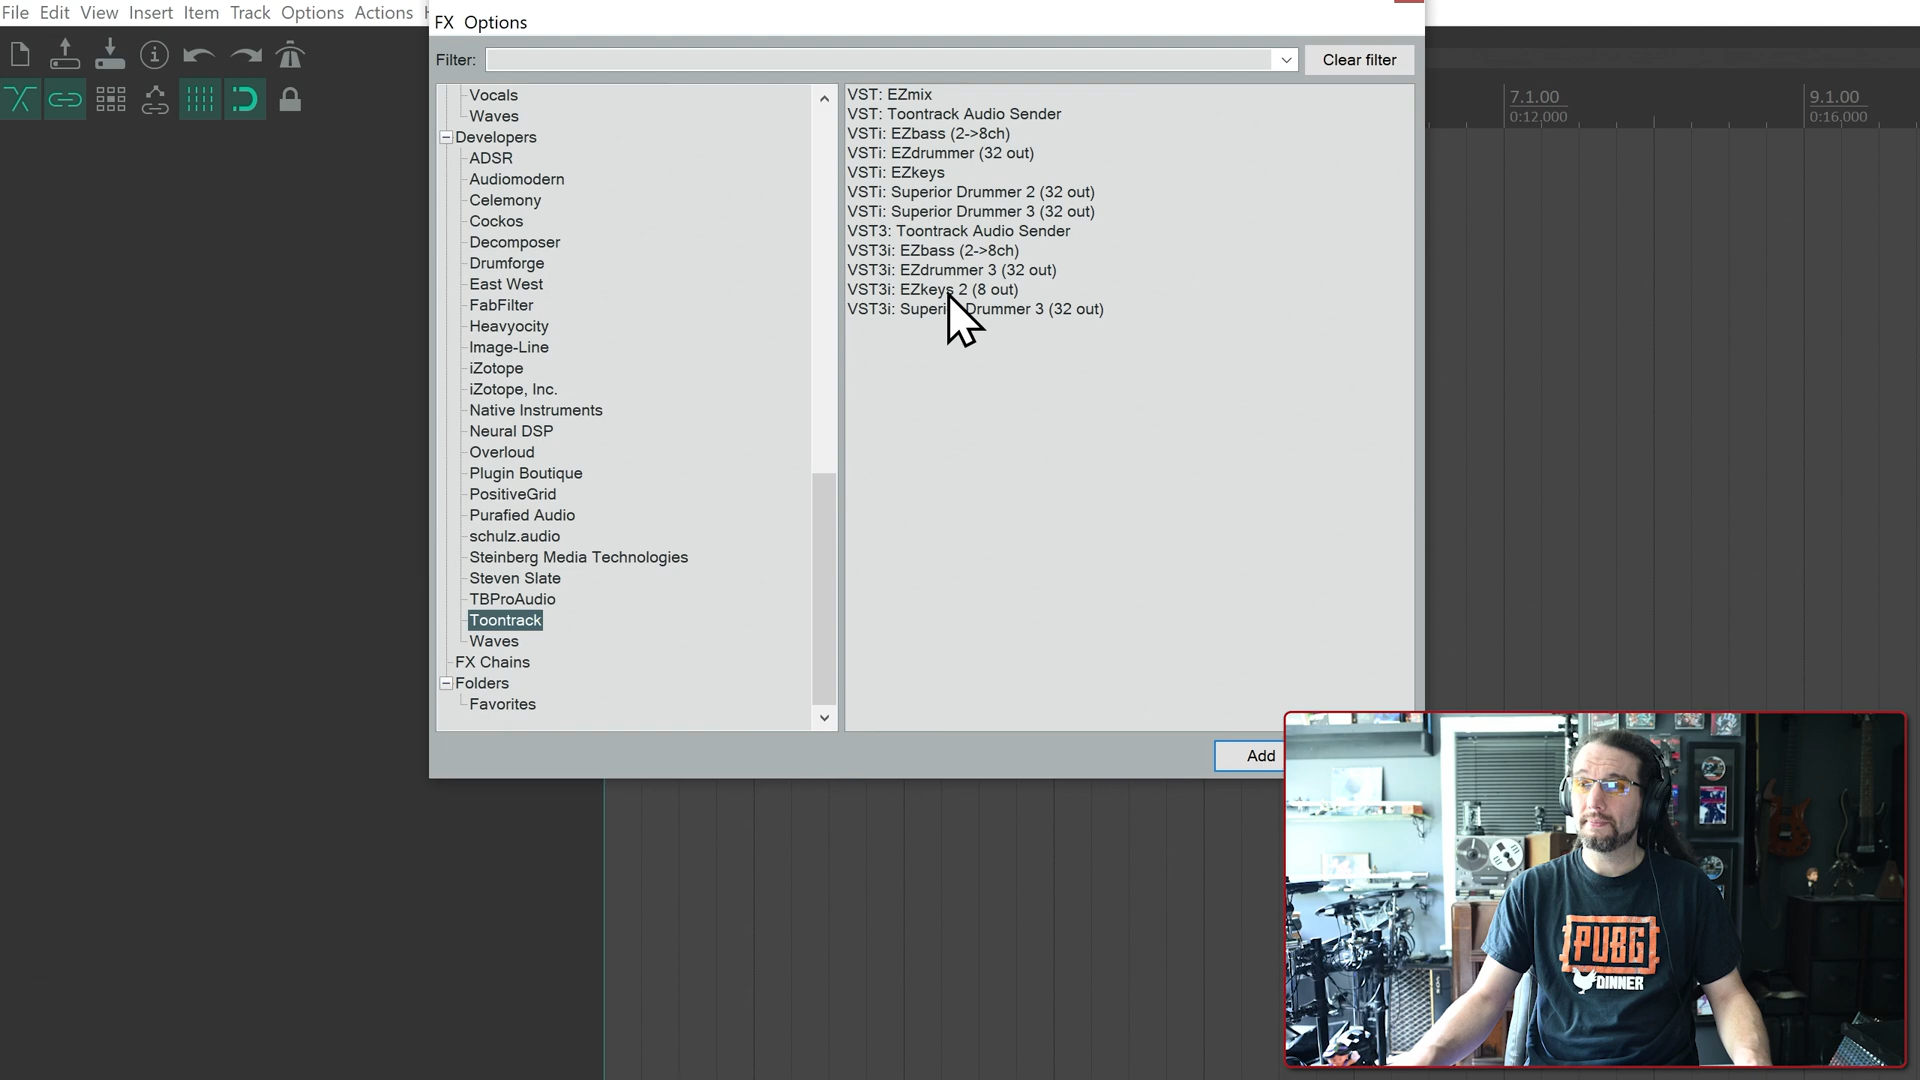 File Edit View Insert Item Track Options Actions
FX Options
Filter:
Clear filter
Vocals
Waves
Developers
ADSR
Audiomodern
Celemony
Cockos
Decomposer
Drumforge
East West
FabFilter
Heavyocity
Image-Line
iZotope
iZotope, Inc.
Native Instruments
Neural DSP
Overloud
Plugin Boutique
PositiveGrid
Purafied Audio
schulz.audio
Steinberg Media Technologies
Steven Slate
TBProAudio
Toontrack
Waves
FX Chains
Folders
Favorites
VST: EZmix
VST: Toontrack Audio Sender
VSTi: EZbass (2->8ch)
VSTi: EZdrummer (32 out)
VSTi: EZkeys
VSTi: Superior Drummer 2 (32 out)
VSTi: Superior Drummer 3 (32 out)
VST3: Toontrack Audio Sender
VST3i: EZbass (2->8ch)
VST3i: EZdrummer 3 (32 out)
VST3i: EZkeys 2 (8 out)
VST3i: Superior Drummer 3 (32 out)
Add
7.1.00
0:12.000
9.1.00
0:16.000
PUBG
DINNER